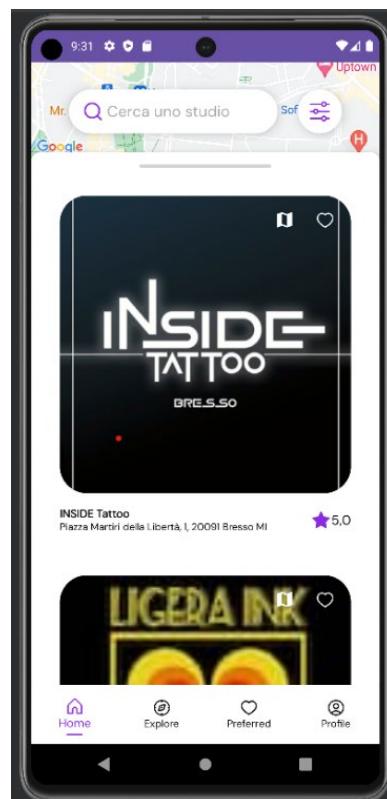 9:31
Uptown
Mr.
Cerca uno studio
Sof
Google
H
INSIDE
TATTOO
BRESSO
INSIDE Tattoo
Piazza Martiri della Libertà, 1, 20091 Bresso MI
5,0
LIGERA INK
Home
Explore
Preferred
Profile